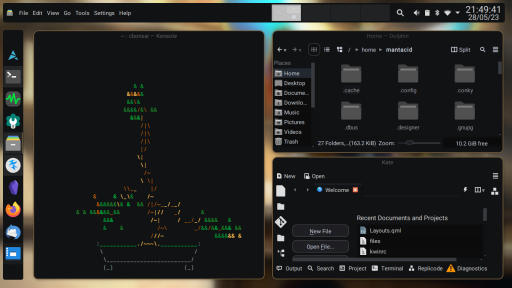 File Edit View Go Tools Settings Help
21:49:41
28/05/23
~ : cbonsai — Konsole
Home — Dolphin
/ > home > mantacid
Split
Places
Home
Desktop
Docume...
Downlo...
Music
Pictures
Videos
Trash
.cache
.config
.conky
.dbus
.designer
.gnupg
27 Folders,...(163.2 KiB)
Zoom:
10.2 GiB free
Kate
New
Open
Welcome
Recent Documents and Projects
New File
Open File...
Layouts.qml
files
kwinrc
Output
Search
Project
Terminal
Replicode
Diagnostics